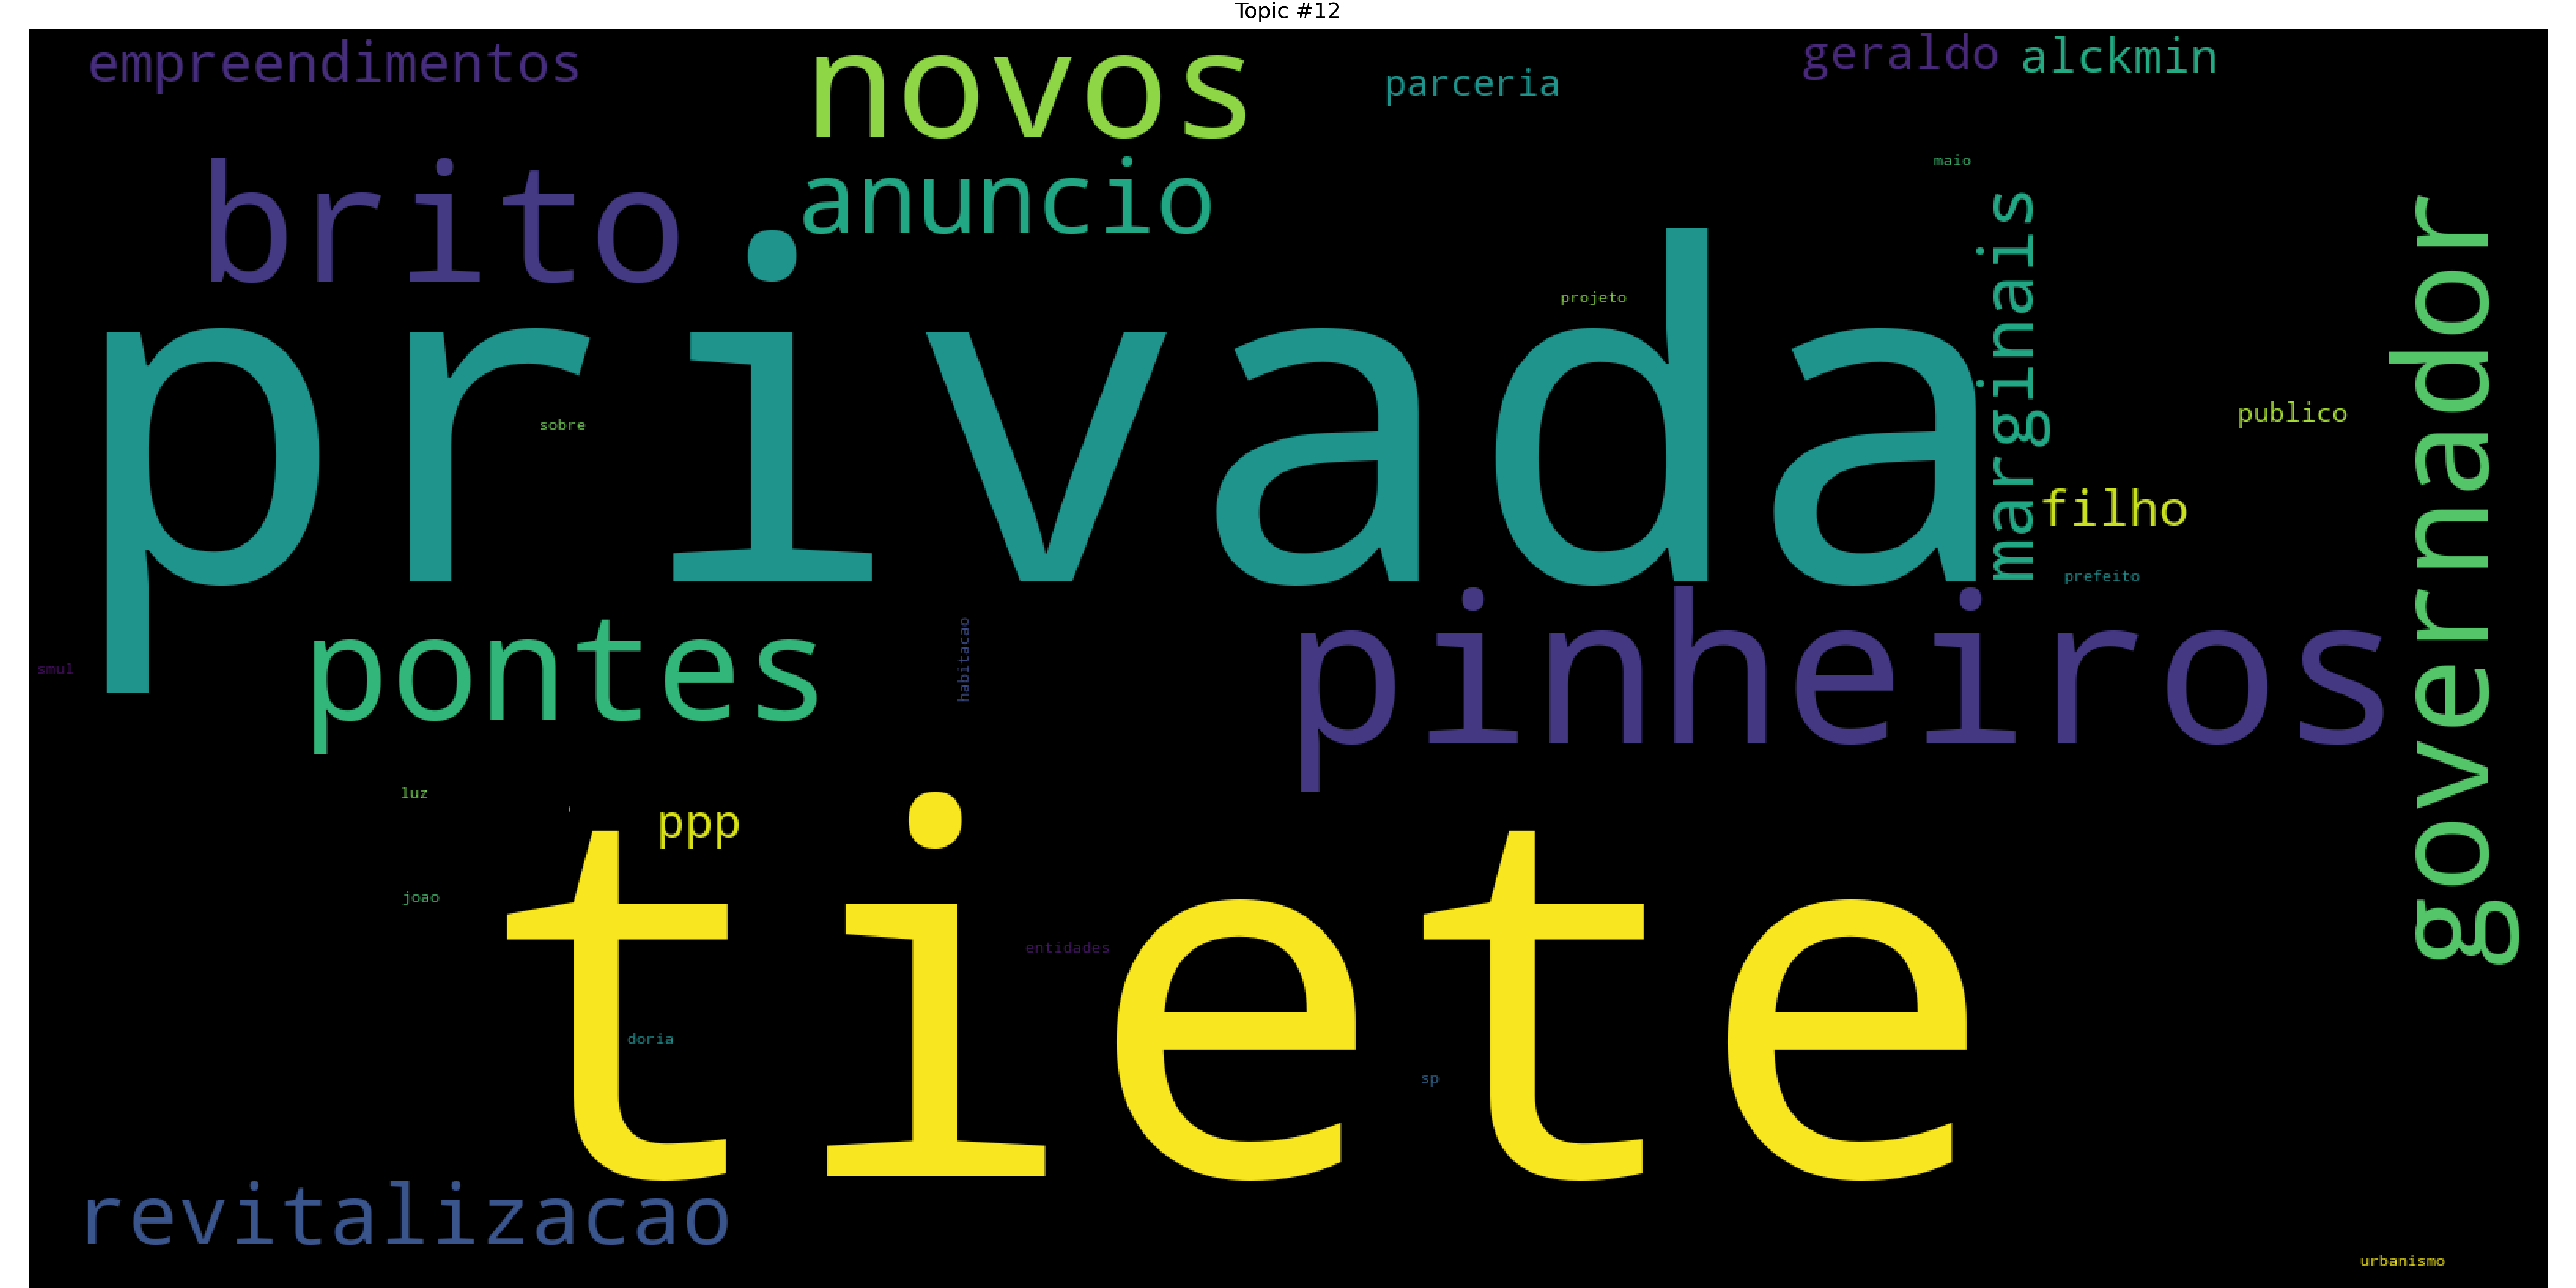 Topic #12
empreendimentos
novos
parceria
geraldo
alckmin
brito
anuncio
maio
privada
projeto
marginais
governador
sobre
publico
filho
prefeito
pontes
pinheiros
smul
habitacao
luz
ppp
tiete
joao
entidades
doria
sp
revitalizacao
urbanismo